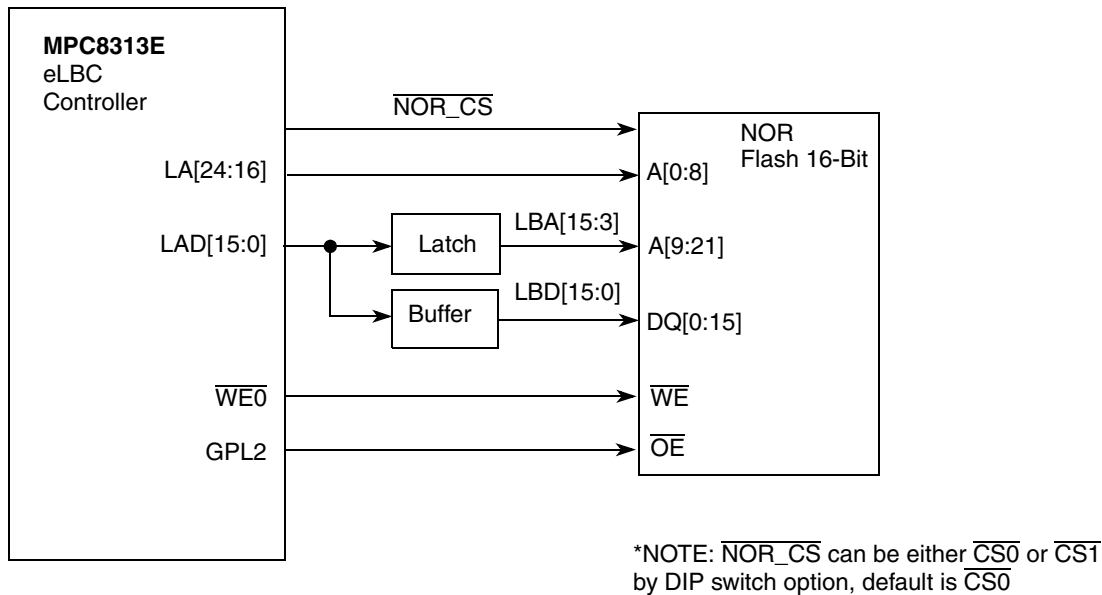 MPC8313E
eLBC
Controller
NOR_CS
NOR
Flash 16-Bit
LA[24:16]
A[0:8]
LAD[15:0]
Latch
LBA[15:3]
A[9:21]
Buffer
LBD[15:0]
DQ[0:15]
WE0
WE
GPL2
OE
*NOTE: NOR_CS can be either CS0 or CS1
by DIP switch option, default is CS0